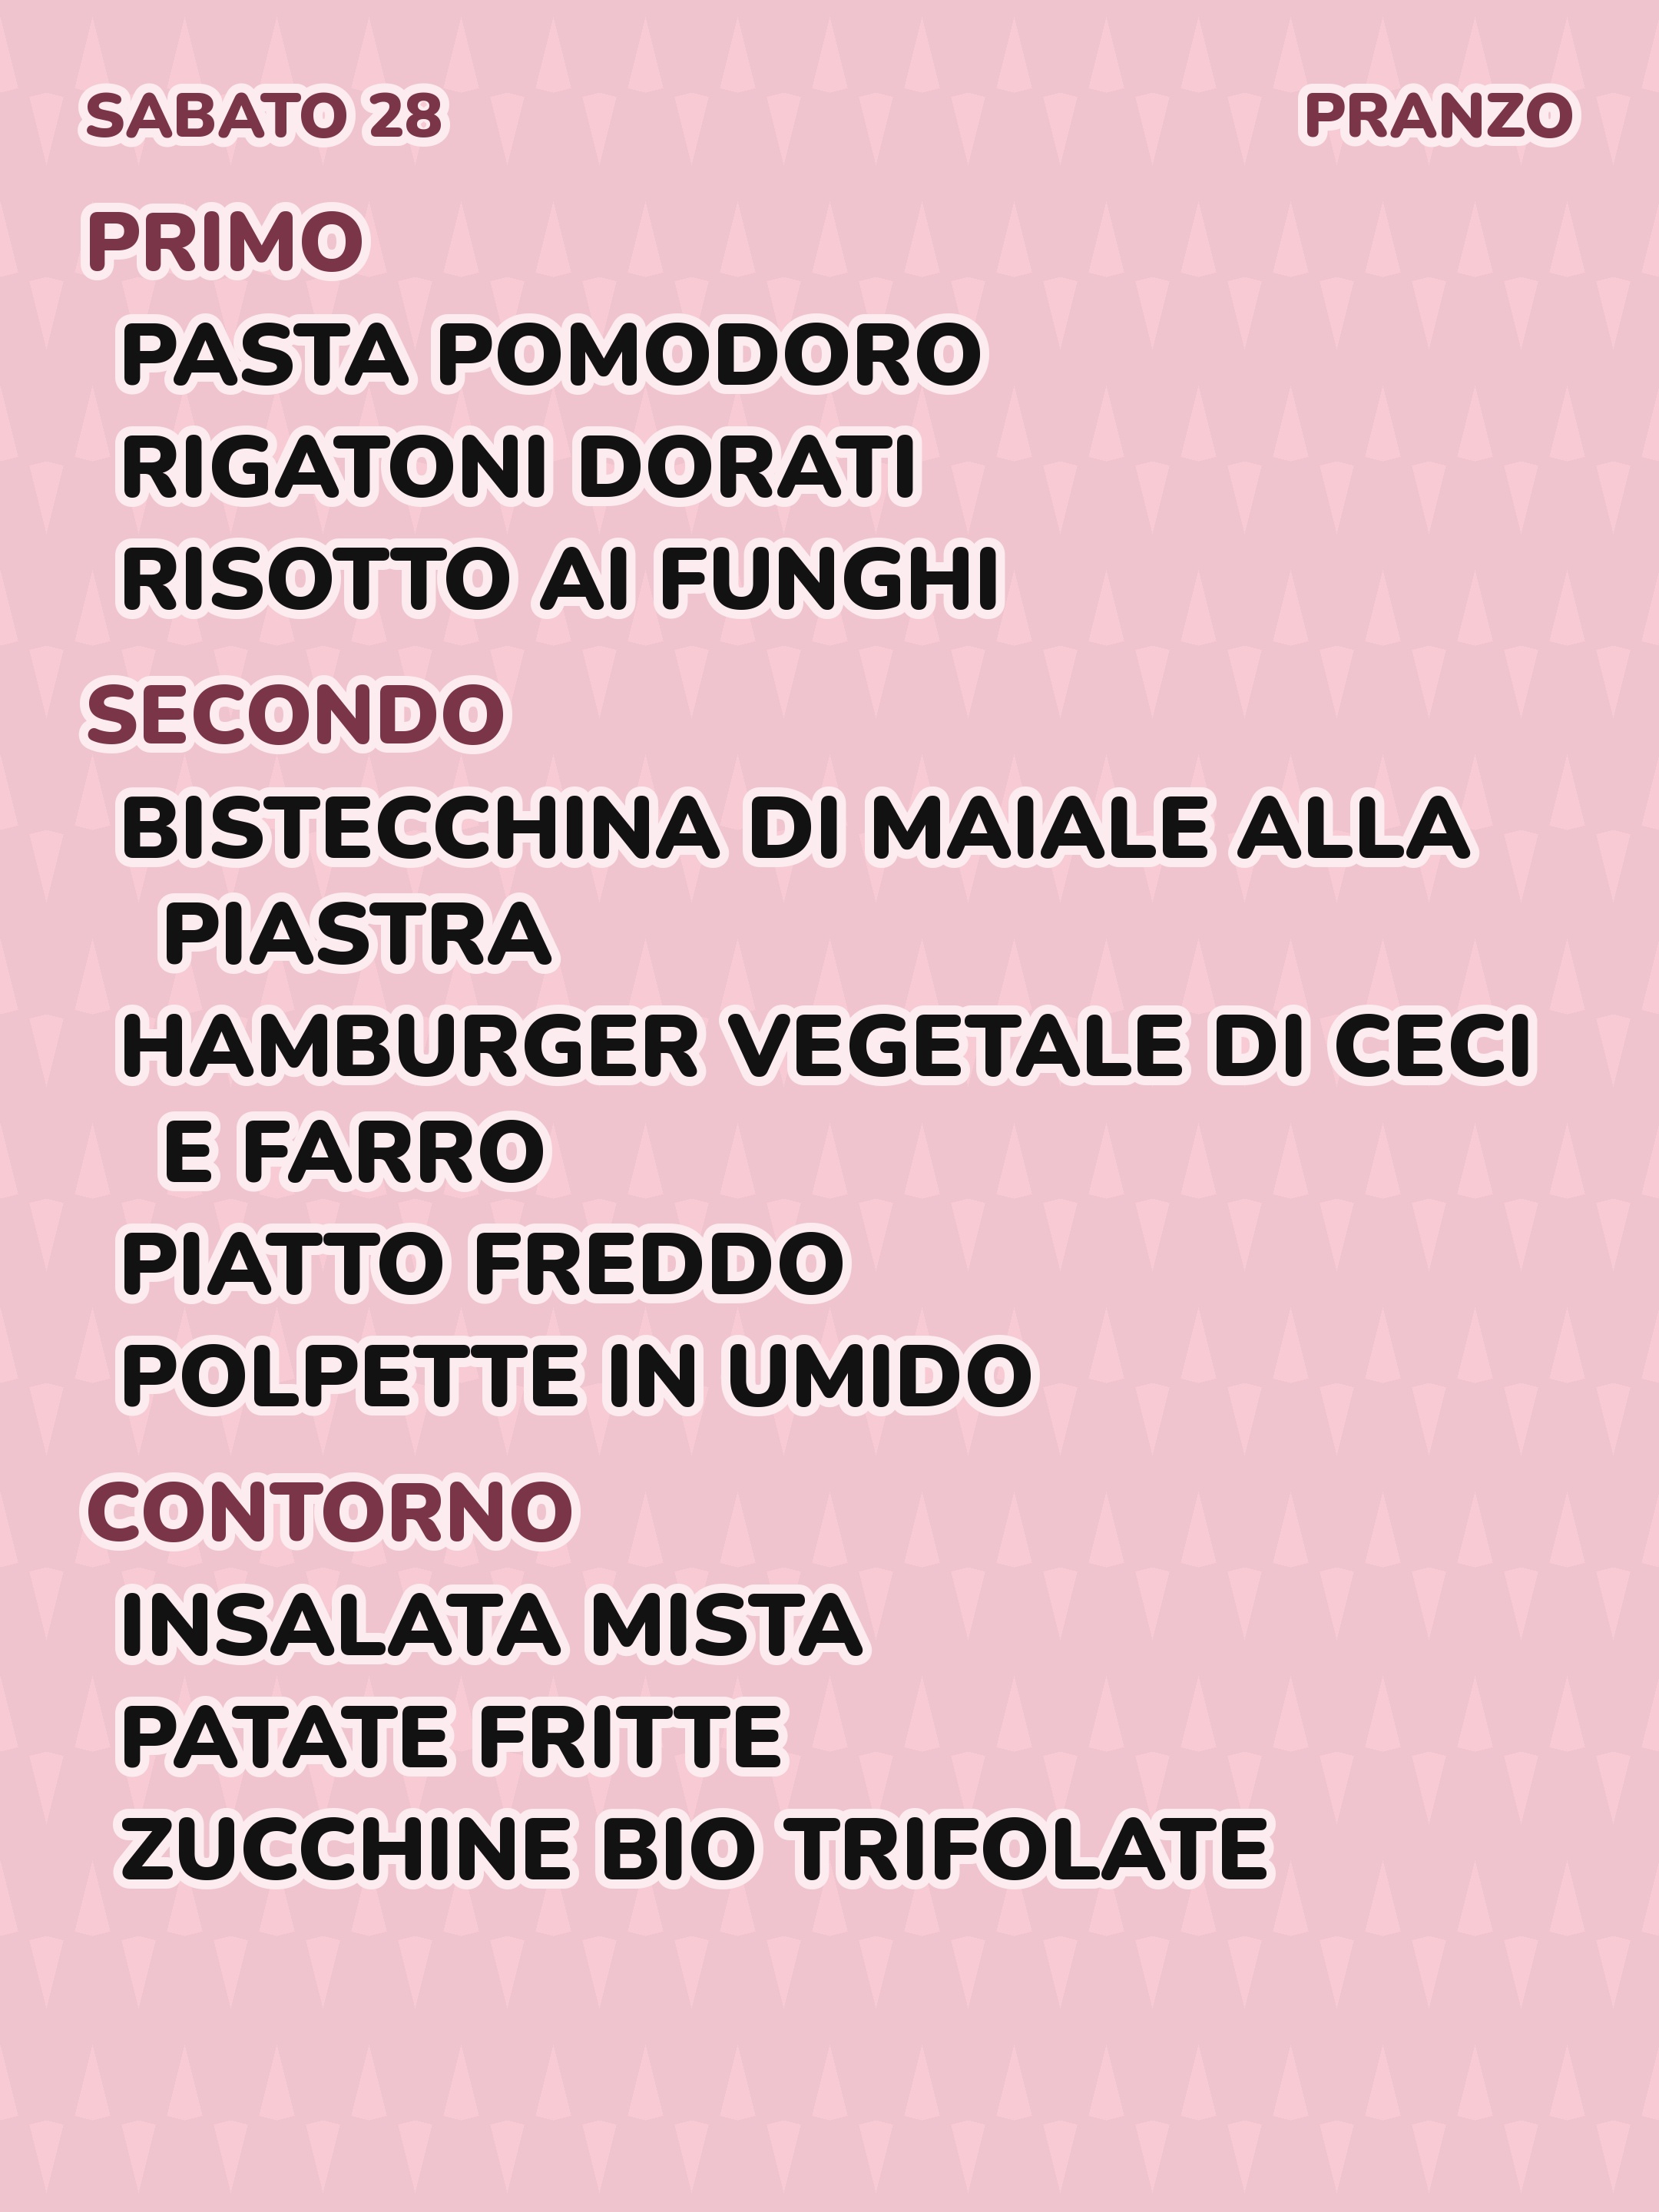 SABATO 28 PRANZO
PRIMO
PASTA POMODORO
RIGATONI DORATI
RISOTTO AI FUNGHI
SECONDO
BISTECCHINA DI MAIALE ALLA
PIASTRA
HAMBURGER VEGETALE DI CECI
E FARRO
PIATTO FREDDO
POLPETTE IN UMIDO
CONTORNO
INSALATA MISTA
PATATE FRITTE
ZUCCHINE BIO TRIFOLATE